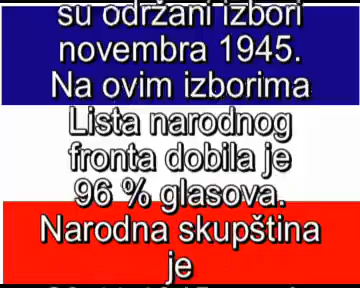 su održani izbori
novembra 1945.
Na ovim izborima
Lista narodnog
fronta dobila je
96 % glasova.
Narodna skupština
je